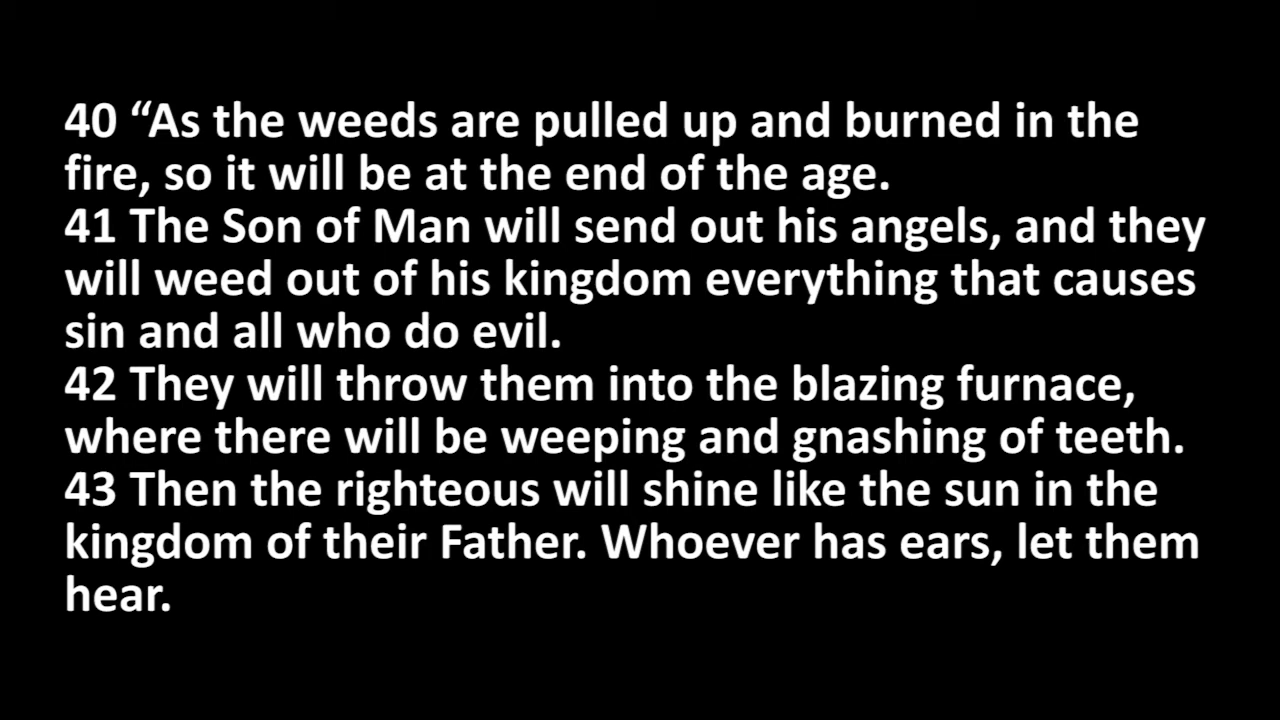 40 “As the weeds are pulled up and burned in the
fire, so it will be at the end of the age.
41 The Son of Man will send out his angels, and they
will weed out of his kingdom everything that causes
sin and all who do evil.
42 They will throw them into the blazing furnace,
where there will be weeping and gnashing of teeth.
43 Then the righteous will shine like the sun in the
kingdom of their Father. Whoever has ears, let them
hear.